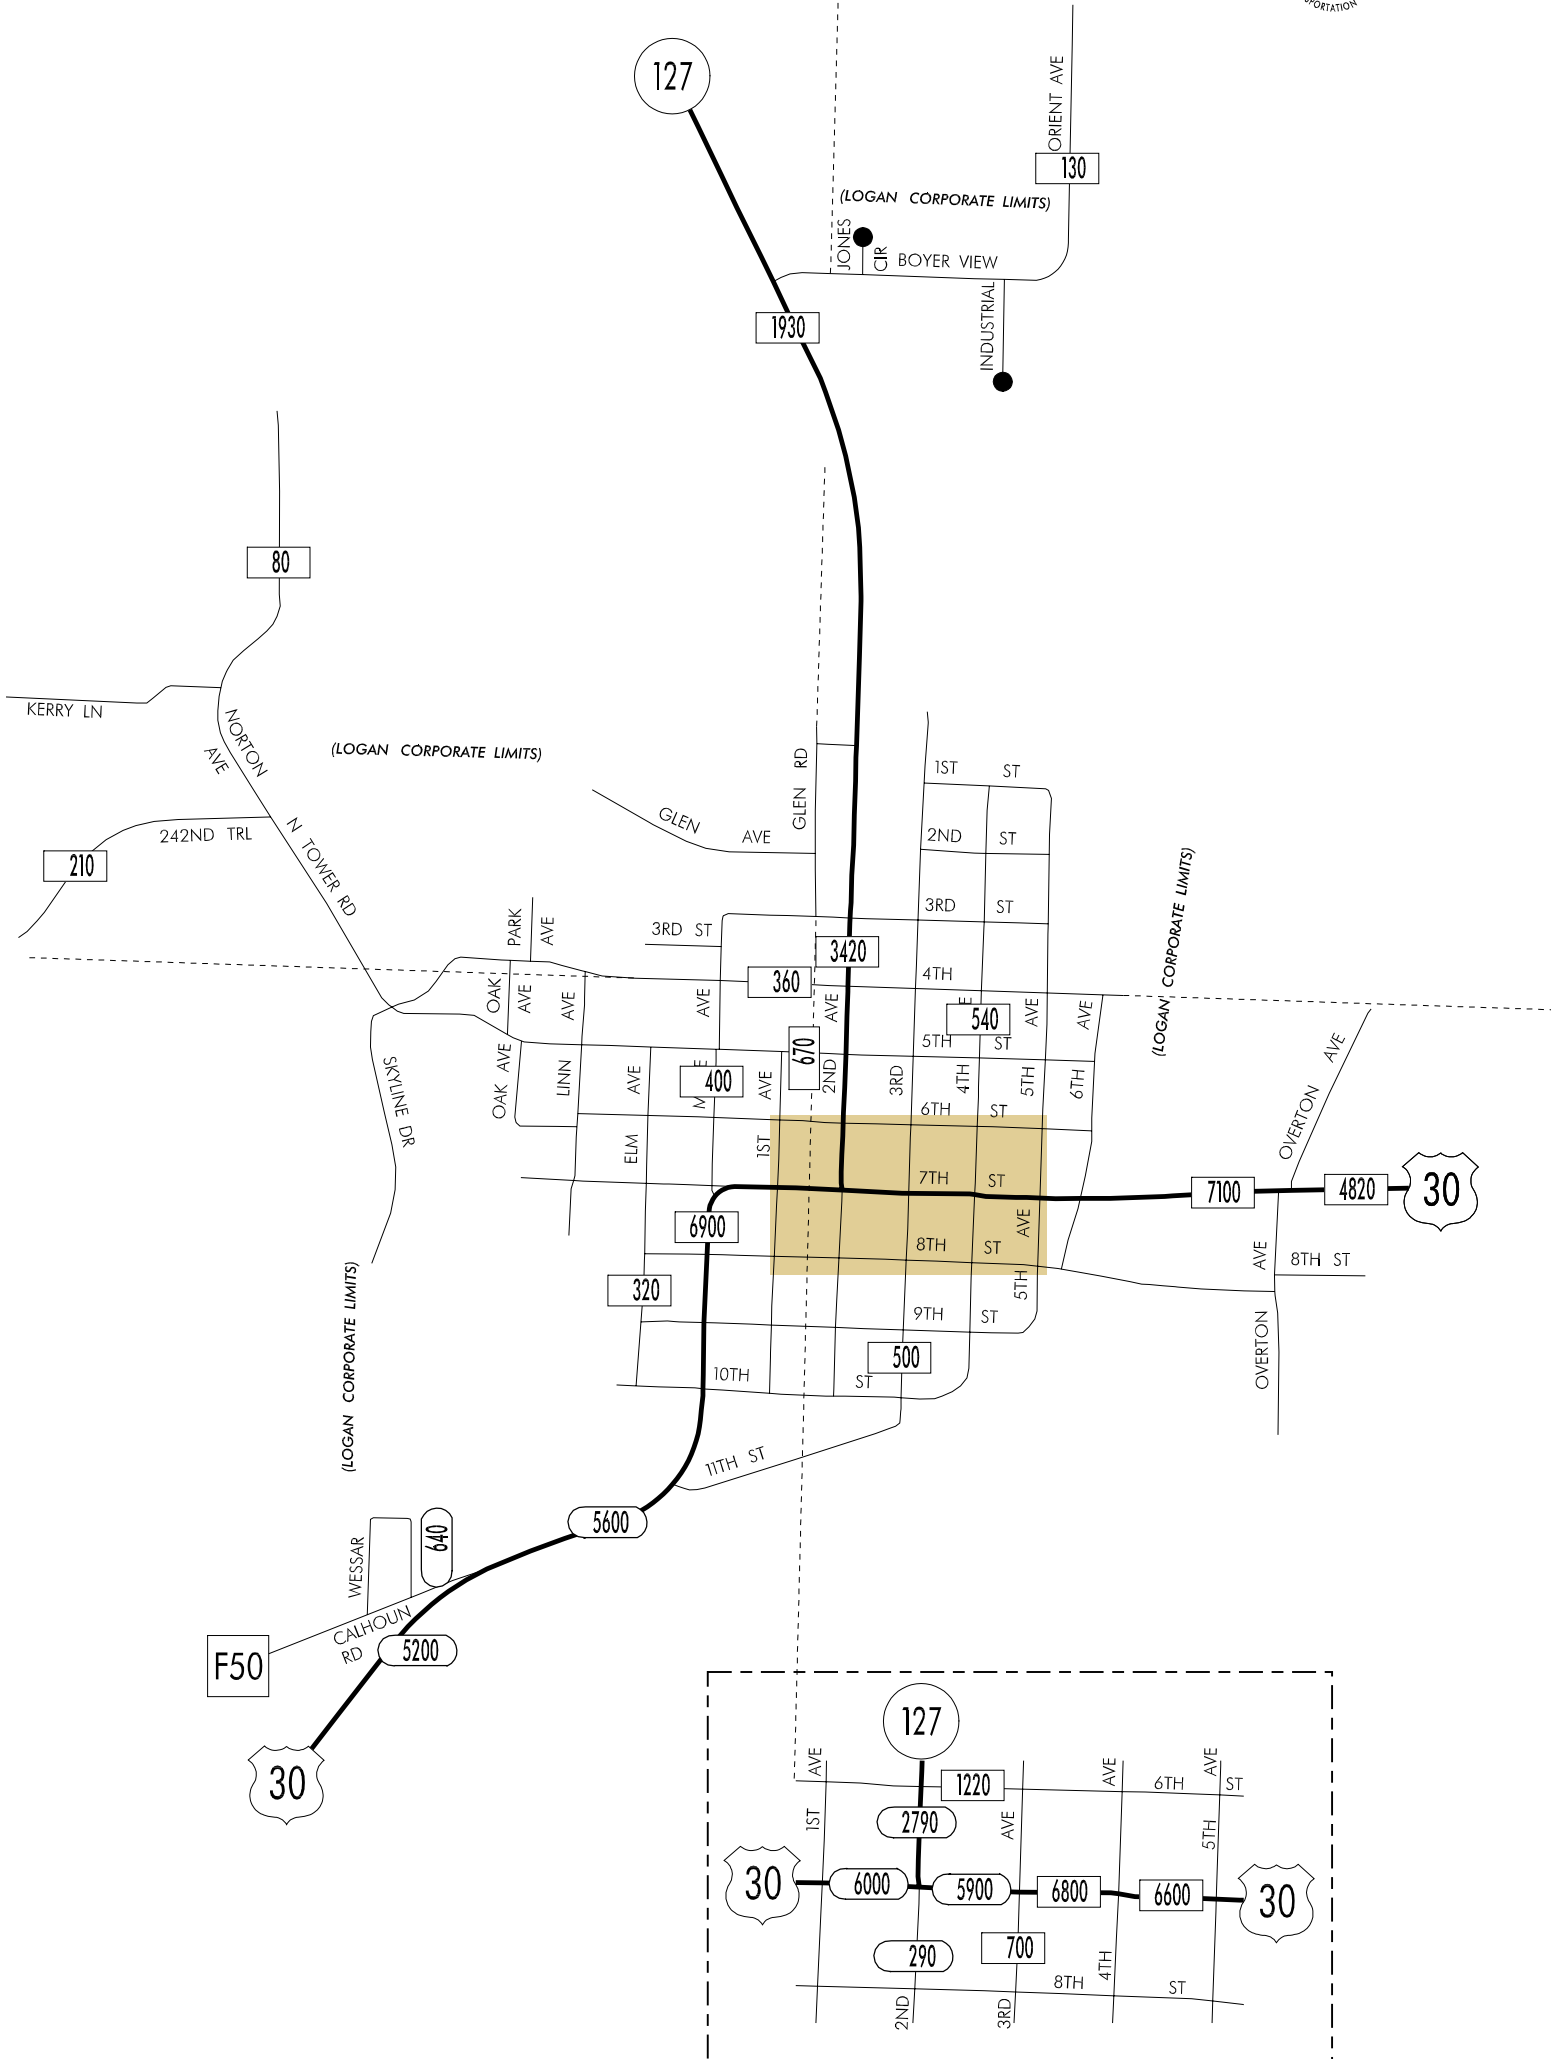 SPORTATION
127
ORIENT AVE
130
(LOGAN CORPORATE LIMITS)
JONES
CIR
BOYER VIEW
INDUSTRIAL
1930
80
KERRY LN
NORTON
AVE
(LOGAN CORPORATE LIMITS)
GLEN RD
1ST ST
GLEN AVE
2ND ST
242ND TRL
N TOWER RD
210
(LOGAN CORPORATE LIMITS)
3RD ST
PARK
AVE
3RD ST
3420
4TH
360
OAK
AVE
AVE
AVE
AVE
540
AVE
AVE
5TH ST
670
OAK AVE
LINN
AVE
400
AVE
2ND
3RD
4TH
5TH
6TH
OVERTON AVE
SKYLINE DR
6TH ST
ELM
1ST
7TH ST
7100
4820
30
6900
AVE
8TH ST
AVE
8TH ST
320
5TH
9TH ST
(LOGAN CORPORATE LIMITS)
500
OVERTON
10TH ST
11TH ST
5600
640
WESSAR
CALHOUN
RD
5200
F50
30
127
AVE
AVE
AVE
1220
6TH ST
1ST
2790
AVE
5TH
30
6000
5900
6800
6600
30
290
700
4TH
8TH ST
2ND
3RD